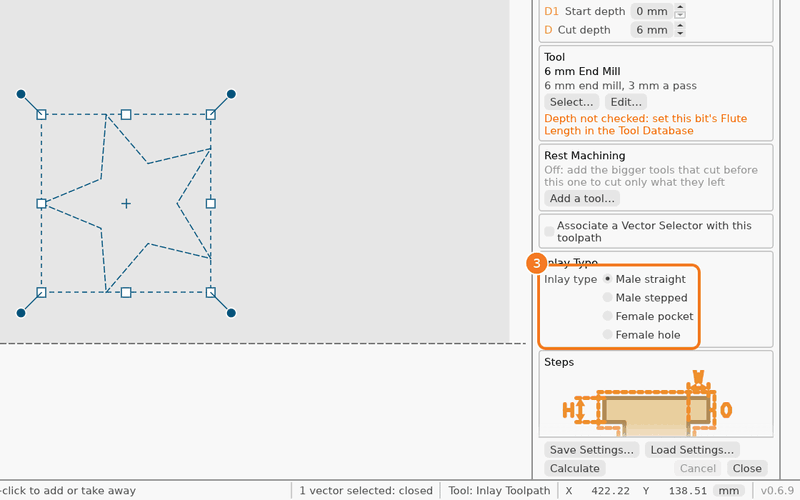 D1 Start depth 0 mm
D Cut depth 6 mm
Tool
6 mm End Mill
6 mm end mill, 3 mm a pass
Select... Edit...
Depth not checked: set this bit's Flute
Length in the Tool Database
Rest Machining
Off: add the bigger tools that cut before
this one to cut only what they left
Add a tool...
Associate a Vector Selector with this
toolpath
3
Inlay Type
Inlay type Male straight
Male stepped
Female pocket
Female hole
Steps
W
H O
Save Settings... Load Settings...
Calculate Cancel Close
-click to add or take away 1 vector selected: closed Tool: Inlay Toolpath X 422.22 Y 138.51 mm v0.6.9